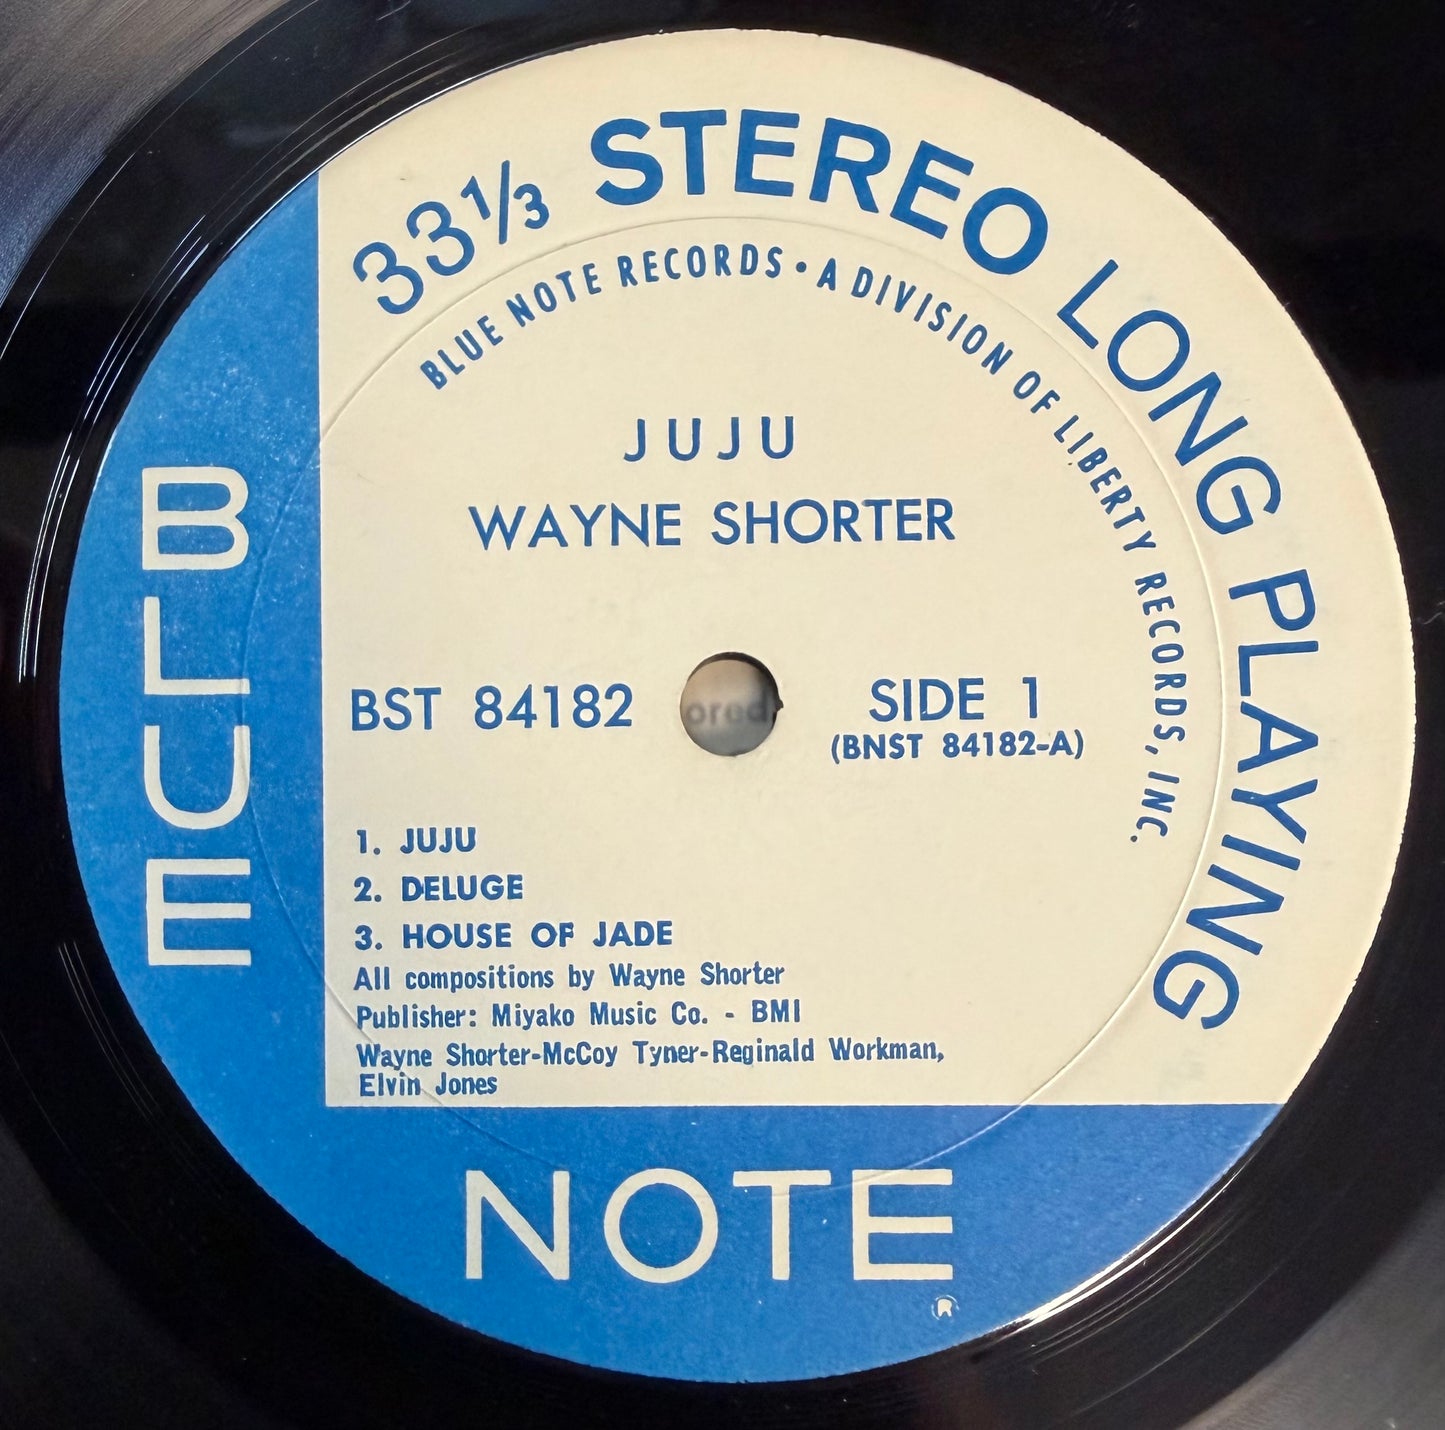 33⅓ STEREO LONG PLAYING
BLUE NOTE RECORDS • A DIVISION OF LIBERTY RECORDS, INC.
JUJU
WAYNE SHORTER
BST 84182
SIDE 1
(BNST 84182-A)
1. JUJU
2. DELUGE
3. HOUSE OF JADE
All compositions by Wayne Shorter
Publisher: Miyako Music Co. - BMI
Wayne Shorter-McCoy Tyner-Reginald Workman,
Elvin Jones
BLUE
NOTE
®